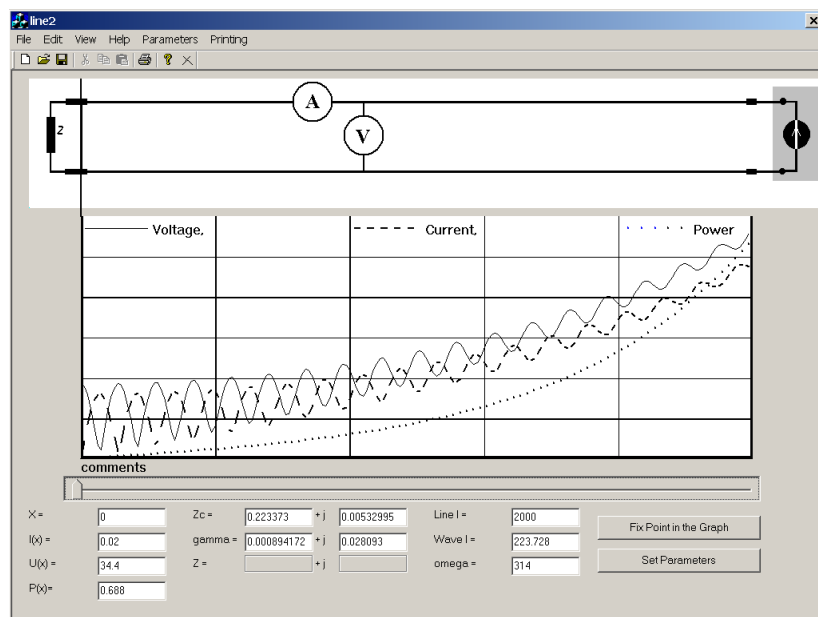 line2
File Edit View Help Parameters Printing
A
z
V
Voltage, Current, Power
comments
X = 0 Zc = 0.223373 + j 0.00532995 Line l = 2000 Fix Point in the Graph
I(x) = 0.02 gamma = 0.000894172 + j 0.028093 Wave l = 223.728
U(x) = 34.4 Z = + j omega = 314 Set Parameters
P(x)= 0.688